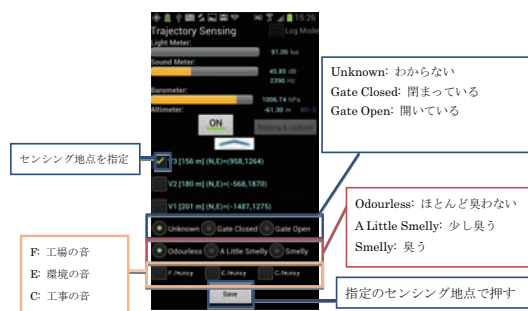 15:26
Trajectory Sensing
Log Mode
Light Meter:
91.00 lux
Sound Meter:
45.85 dB
2390 Hz
Barometer:
1006.74 hPa
Altimeter:
-61.30 m
ON
Setting & Upload
V3 [156 m] (N,E)=(958,1264)
V2 [180 m] (N,E)=(-568,1870)
V1 [201 m] (N,E)=(-1487,1275)
Unknown Gate Closed Gate Open
Odourless A Little Smelly Smelly
F.Noisy E.Noisy C.Noisy
Save
センシング地点を指定
F: 工場の音
E: 環境の音
C: 工事の音
Unknown: わからない
Gate Closed: 閉まっている
Gate Open: 開いている
Odourless: ほとんど臭わない
A Little Smelly: 少し臭う
Smelly: 臭う
指定のセンシング地点で押す